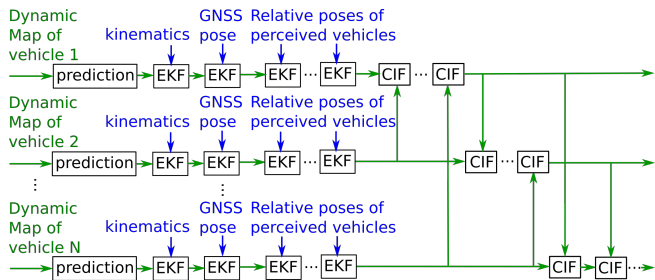 Dynamic
Map of
vehicle 1
kinematics
GNSS
pose
Relative poses of
perceived vehicles
prediction
EKF
EKF
EKF
...
EKF
CIF
...
CIF
Dynamic
Map of
vehicle 2
kinematics
GNSS
pose
Relative poses of
perceived vehicles
prediction
EKF
EKF
EKF
...
EKF
CIF
...
CIF
...
...
Dynamic
Map of
vehicle N
kinematics
GNSS
pose
Relative poses of
perceived vehicles
prediction
EKF
EKF
EKF
...
EKF
CIF
CIF
...